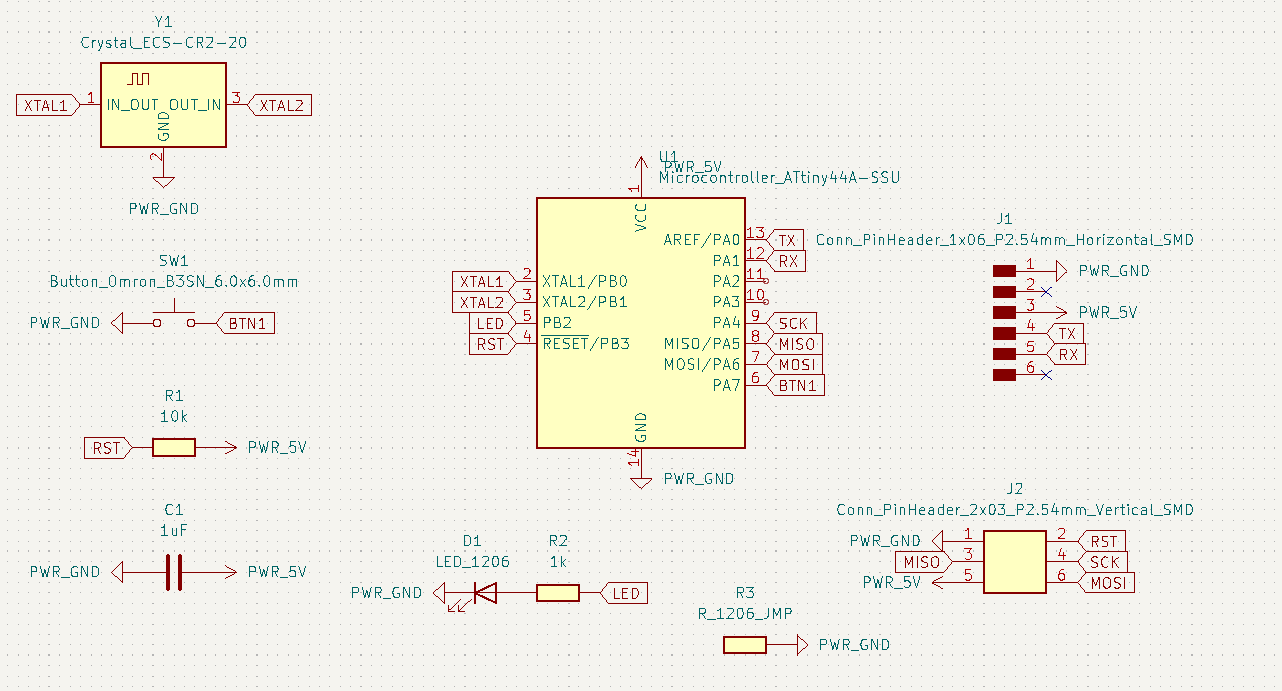 Y1
Crystal_ECS-CR2-20
XTAL1
1
IN_OUT
OUT_IN
3
XTAL2
GND
2
PWR_GND
SW1
Button_Omron_B3SN_6.0x6.0mm
PWR_GND
BTN1
R1
10k
RST
PWR_5V
C1
1uF
PWR_GND
PWR_5V
U1
PWR_5V
Microcontroller_ATtiny44A-SSU
1
VCC
AREF/PA0
13
TX
PA1
12
RX
XTAL1
2
XTAL1/PB0
PA2
11
XTAL2
3
XTAL2/PB1
PA3
10
LED
5
PB2
PA4
9
SCK
RST
4
RESET/PB3
MISO/PA5
8
MISO
MOSI/PA6
7
MOSI
PA7
6
BTN1
GND
14
PWR_GND
J1
Conn_PinHeader_1x06_P2.54mm_Horizontal_SMD
1
PWR_GND
2
3
PWR_5V
4
TX
5
RX
6
D1
LED_1206
R2
1k
PWR_GND
LED
R3
R_1206_JMP
PWR_GND
J2
Conn_PinHeader_2x03_P2.54mm_Vertical_SMD
PWR_GND
1
2
RST
MISO
3
4
SCK
PWR_5V
5
6
MOSI